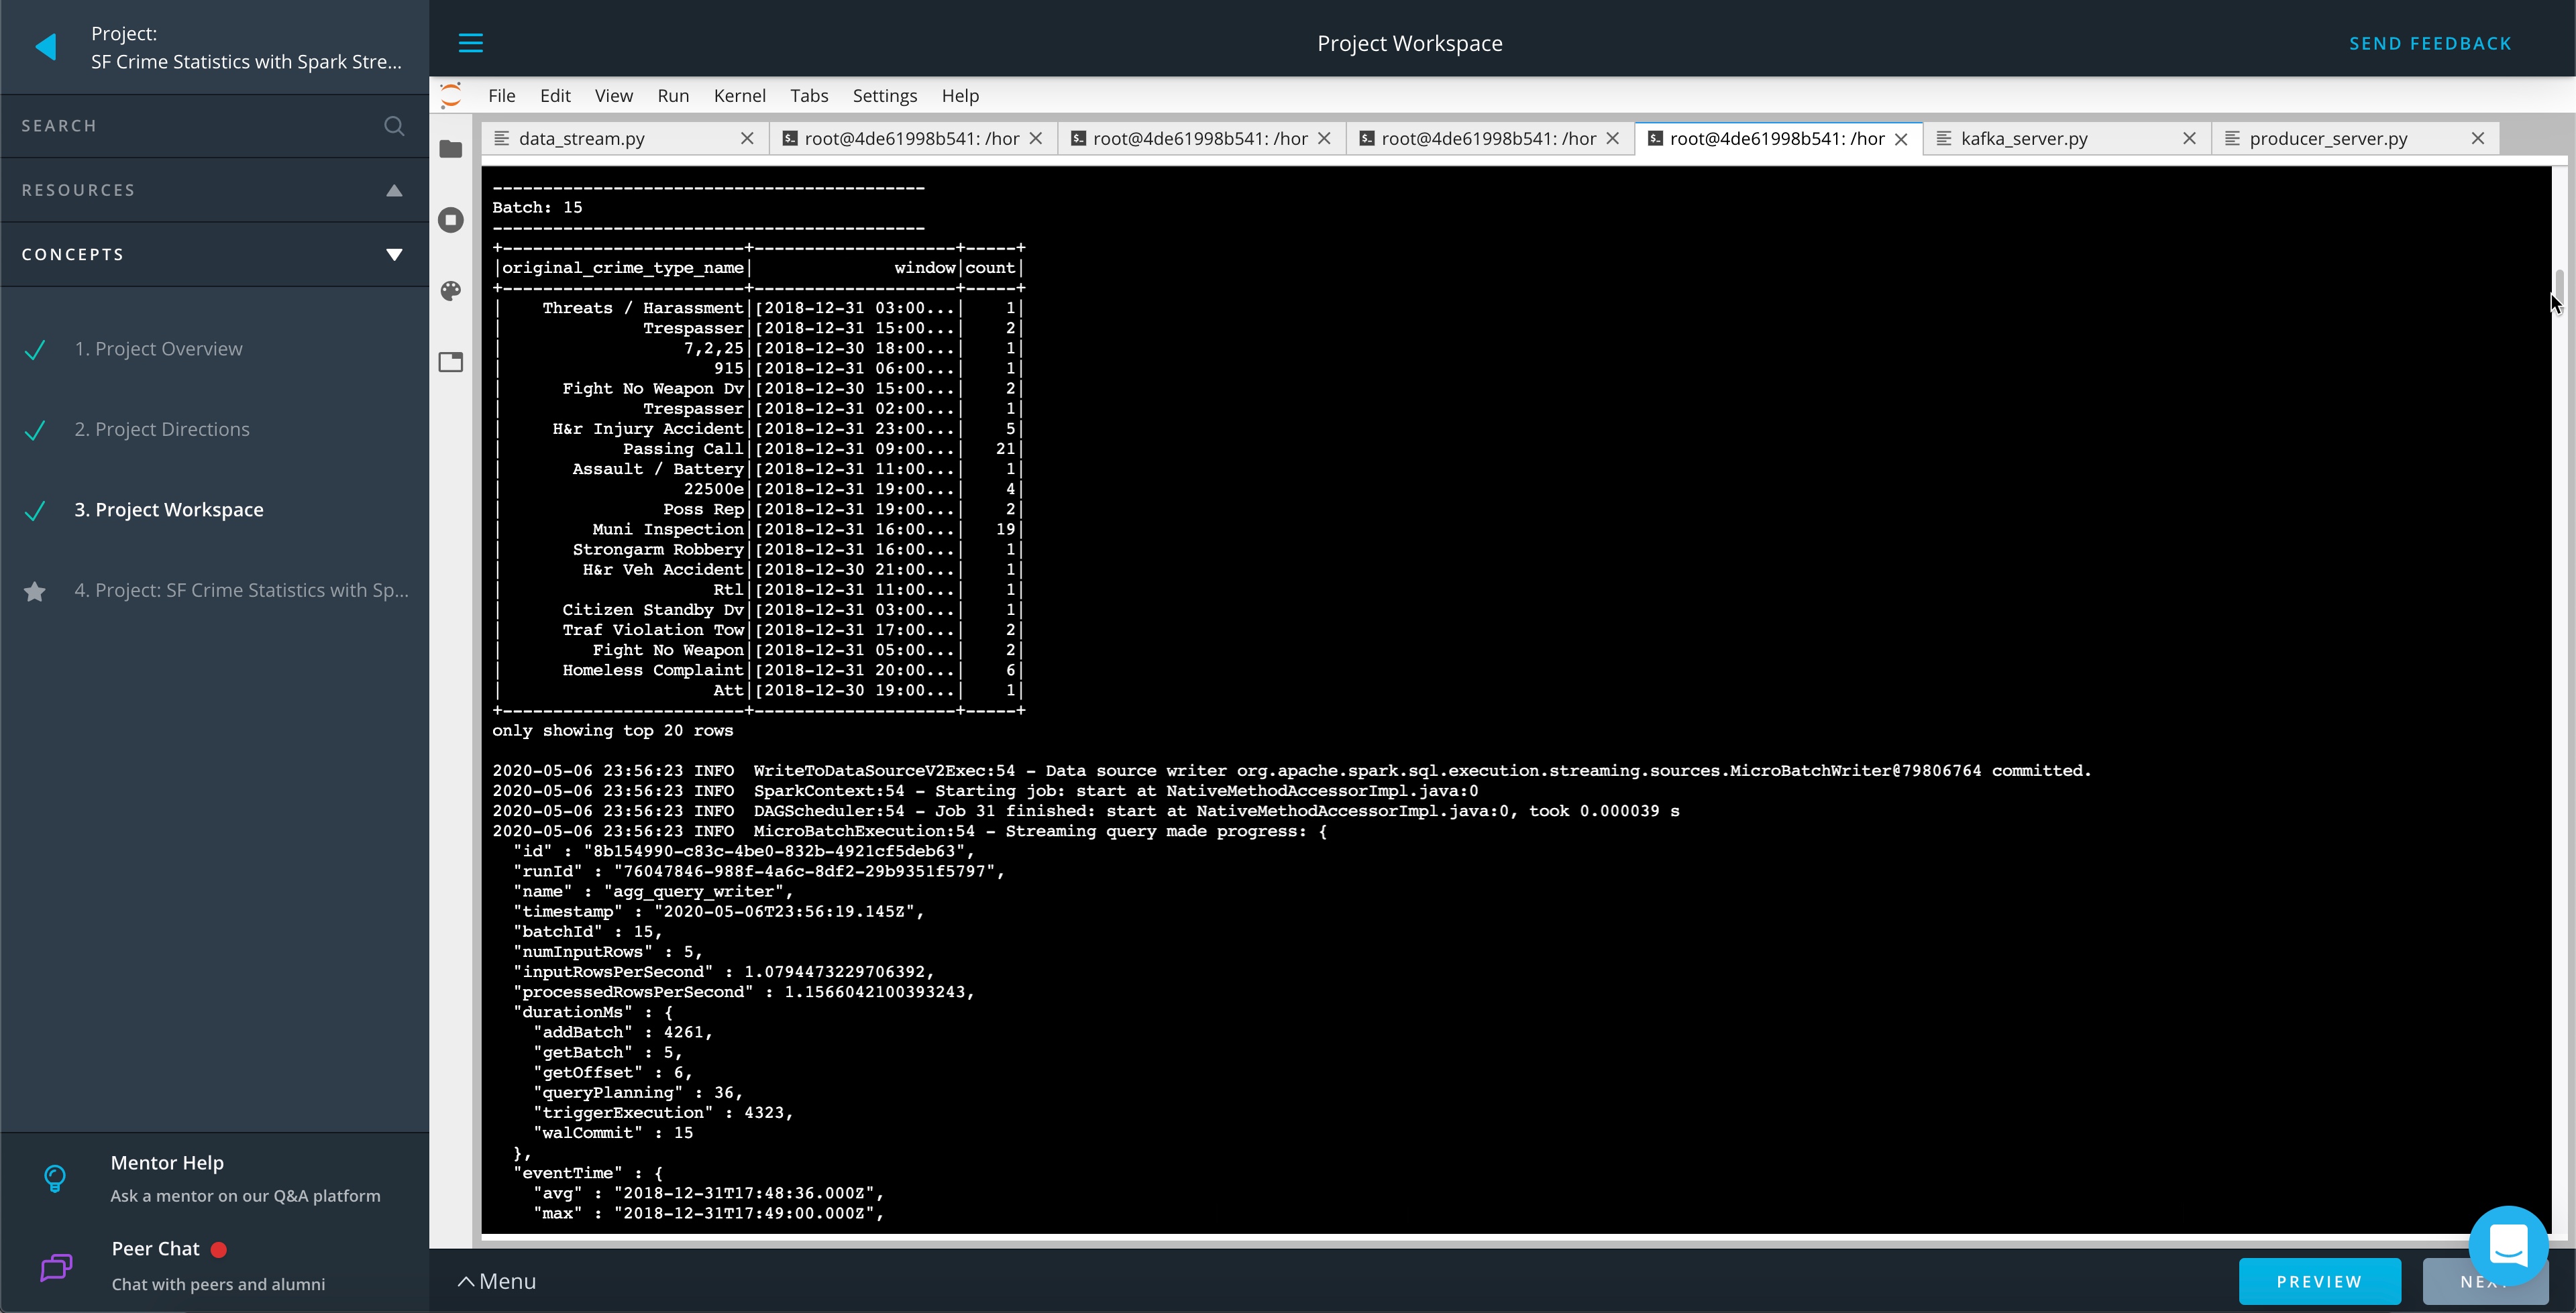 Project:
SF Crime Statistics with Spark Stre...
Project Workspace
SEND FEEDBACK
SEARCH
RESOURCES
CONCEPTS
1. Project Overview
2. Project Directions
3. Project Workspace
4. Project: SF Crime Statistics with Sp...
Mentor Help
Ask a mentor on our Q&A platform
Peer Chat
Chat with peers and alumni
File Edit View Run Kernel Tabs Settings Help
data_stream.py root@4de61998b541: /hor root@4de61998b541: /hor root@4de61998b541: /hor root@4de61998b541: /hor kafka_server.py producer_server.py
-------------------------------------------
Batch: 15
-------------------------------------------
+------------------------+--------------------+-----+
|original_crime_type_name|              window|count|
+------------------------+--------------------+-----+
|    Threats / Harassment|[2018-12-31 03:00...|    1|
|              Trespasser|[2018-12-31 15:00...|    2|
|                  7,2,25|[2018-12-30 18:00...|    1|
|                     915|[2018-12-31 06:00...|    1|
|      Fight No Weapon Dv|[2018-12-30 15:00...|    2|
|              Trespasser|[2018-12-31 02:00...|    1|
|     H&r Injury Accident|[2018-12-31 23:00...|    5|
|            Passing Call|[2018-12-31 09:00...|   21|
|       Assault / Battery|[2018-12-31 11:00...|    1|
|                  22500e|[2018-12-31 19:00...|    4|
|                Poss Rep|[2018-12-31 19:00...|    2|
|         Muni Inspection|[2018-12-31 16:00...|   19|
|       Strongarm Robbery|[2018-12-31 16:00...|    1|
|        H&r Veh Accident|[2018-12-30 21:00...|    1|
|                     Rtl|[2018-12-31 11:00...|    1|
|      Citizen Standby Dv|[2018-12-31 03:00...|    1|
|      Traf Violation Tow|[2018-12-31 17:00...|    2|
|         Fight No Weapon|[2018-12-31 05:00...|    2|
|      Homeless Complaint|[2018-12-31 20:00...|    6|
|                     Att|[2018-12-30 19:00...|    1|
+------------------------+--------------------+-----+
only showing top 20 rows
2020-05-06 23:56:23 INFO  WriteToDataSourceV2Exec:54 - Data source writer org.apache.spark.sql.execution.streaming.sources.MicroBatchWriter@79806764 committed.
2020-05-06 23:56:23 INFO  SparkContext:54 - Starting job: start at NativeMethodAccessorImpl.java:0
2020-05-06 23:56:23 INFO  DAGScheduler:54 - Job 31 finished: start at NativeMethodAccessorImpl.java:0, took 0.000039 s
2020-05-06 23:56:23 INFO  MicroBatchExecution:54 - Streaming query made progress: {
  "id" : "8b154990-c83c-4be0-832b-4921cf5deb63",
  "runId" : "76047846-988f-4a6c-8df2-29b9351f5797",
  "name" : "agg_query_writer",
  "timestamp" : "2020-05-06T23:56:19.145Z",
  "batchId" : 15,
  "numInputRows" : 5,
  "inputRowsPerSecond" : 1.0794473229706392,
  "processedRowsPerSecond" : 1.1566042100393243,
  "durationMs" : {
    "addBatch" : 4261,
    "getBatch" : 5,
    "getOffset" : 6,
    "queryPlanning" : 36,
    "triggerExecution" : 4323,
    "walCommit" : 15
  },
  "eventTime" : {
    "avg" : "2018-12-31T17:48:36.000Z",
    "max" : "2018-12-31T17:49:00.000Z",
Menu
PREVIEW